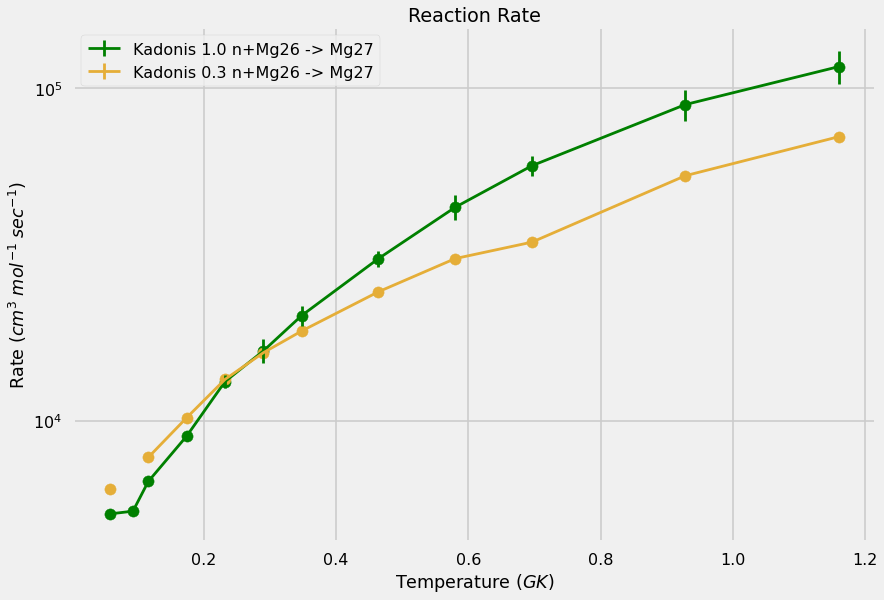 Reaction Rate
Kadonis 1.0 n+Mg26 -> Mg27
Kadonis 0.3 n+Mg26 -> Mg27
10^5
10^4
Rate (cm^3 mol^−1 sec^−1)
0.2 0.4 0.6 0.8 1.0 1.2
Temperature (GK)